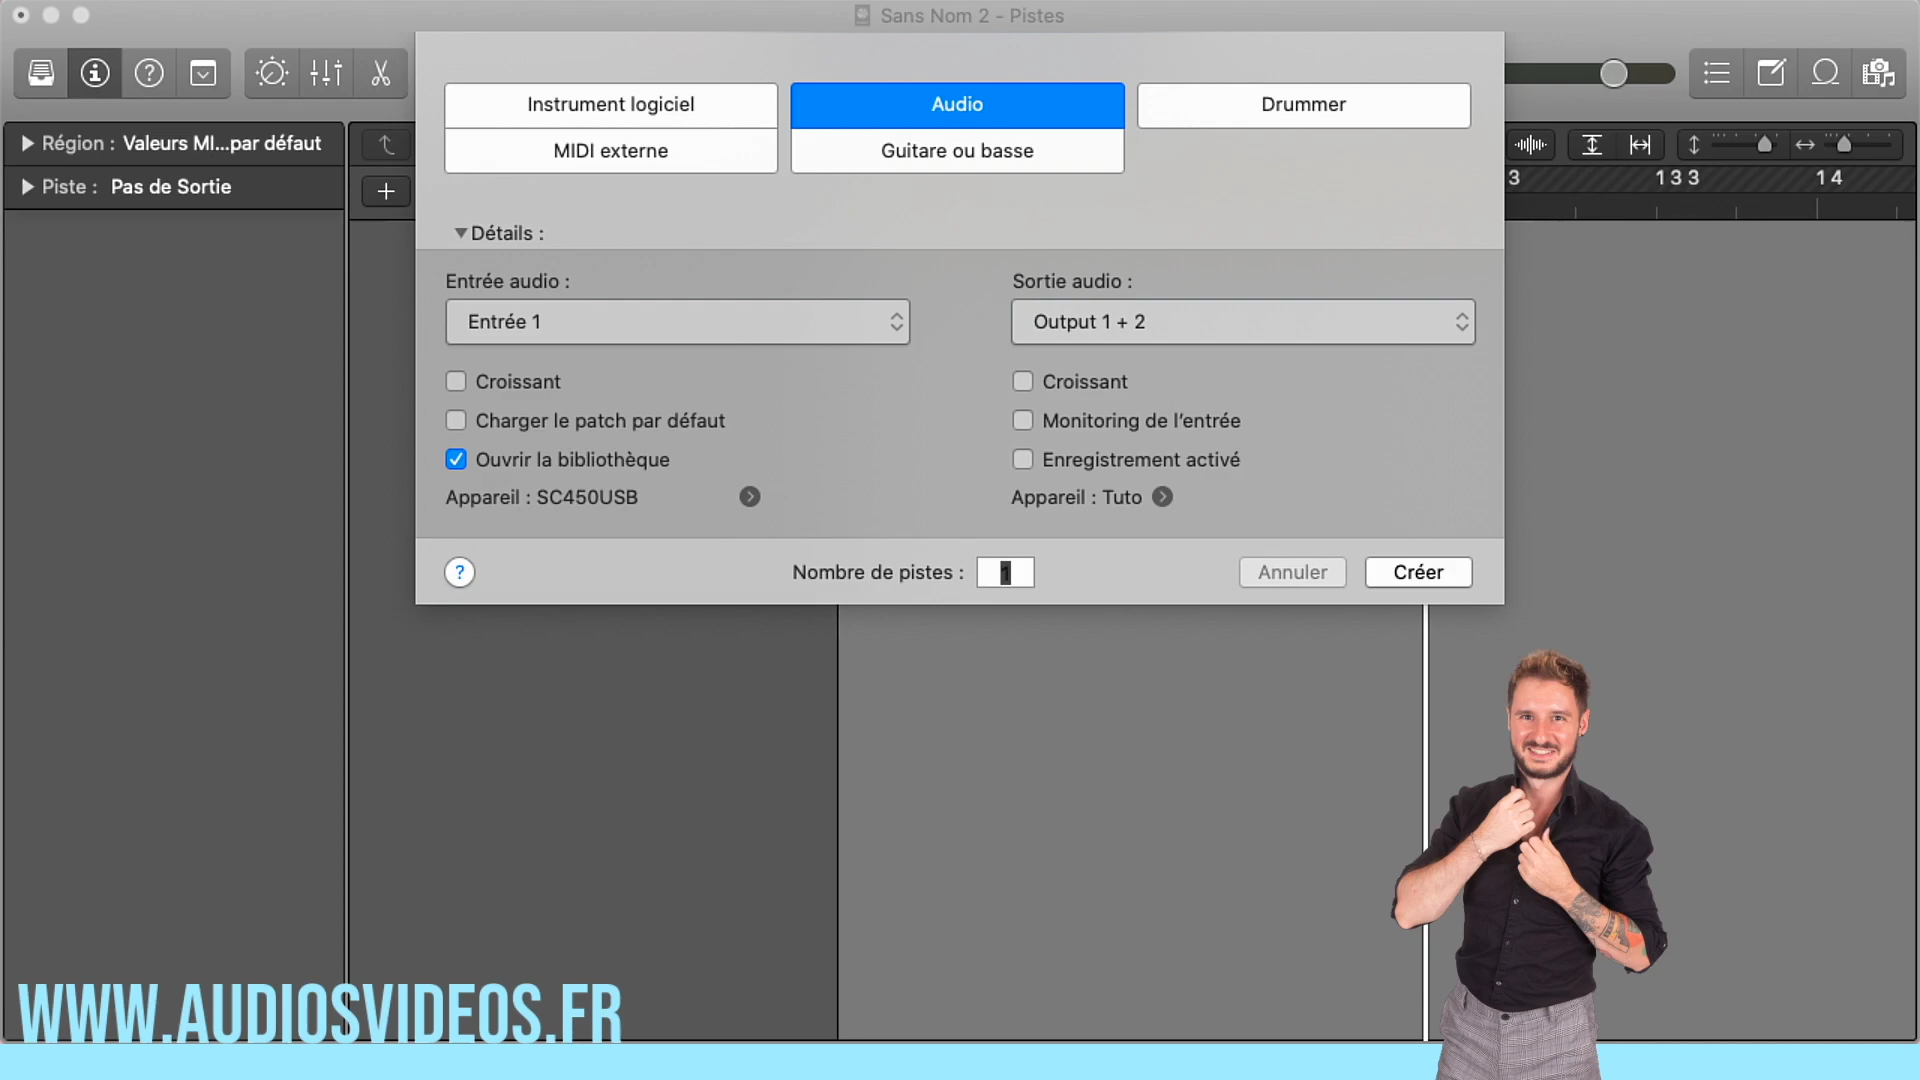 Sans Nom 2 - Pistes
Région : Valeurs MI...par défaut
Piste : Pas de Sortie
Instrument logiciel
Audio
Drummer
MIDI externe
Guitare ou basse
3
1 3 3
1 4
Détails :
Entrée audio :
Sortie audio :
Entrée 1
Output 1 + 2
Croissant
Croissant
Charger le patch par défaut
Monitoring de l’entrée
Ouvrir la bibliothèque
Enregistrement activé
Appareil : SC450USB
Appareil : Tuto
?
Nombre de pistes : 1
Annuler
Créer
WWW.AUDIOSVIDEOS.FR